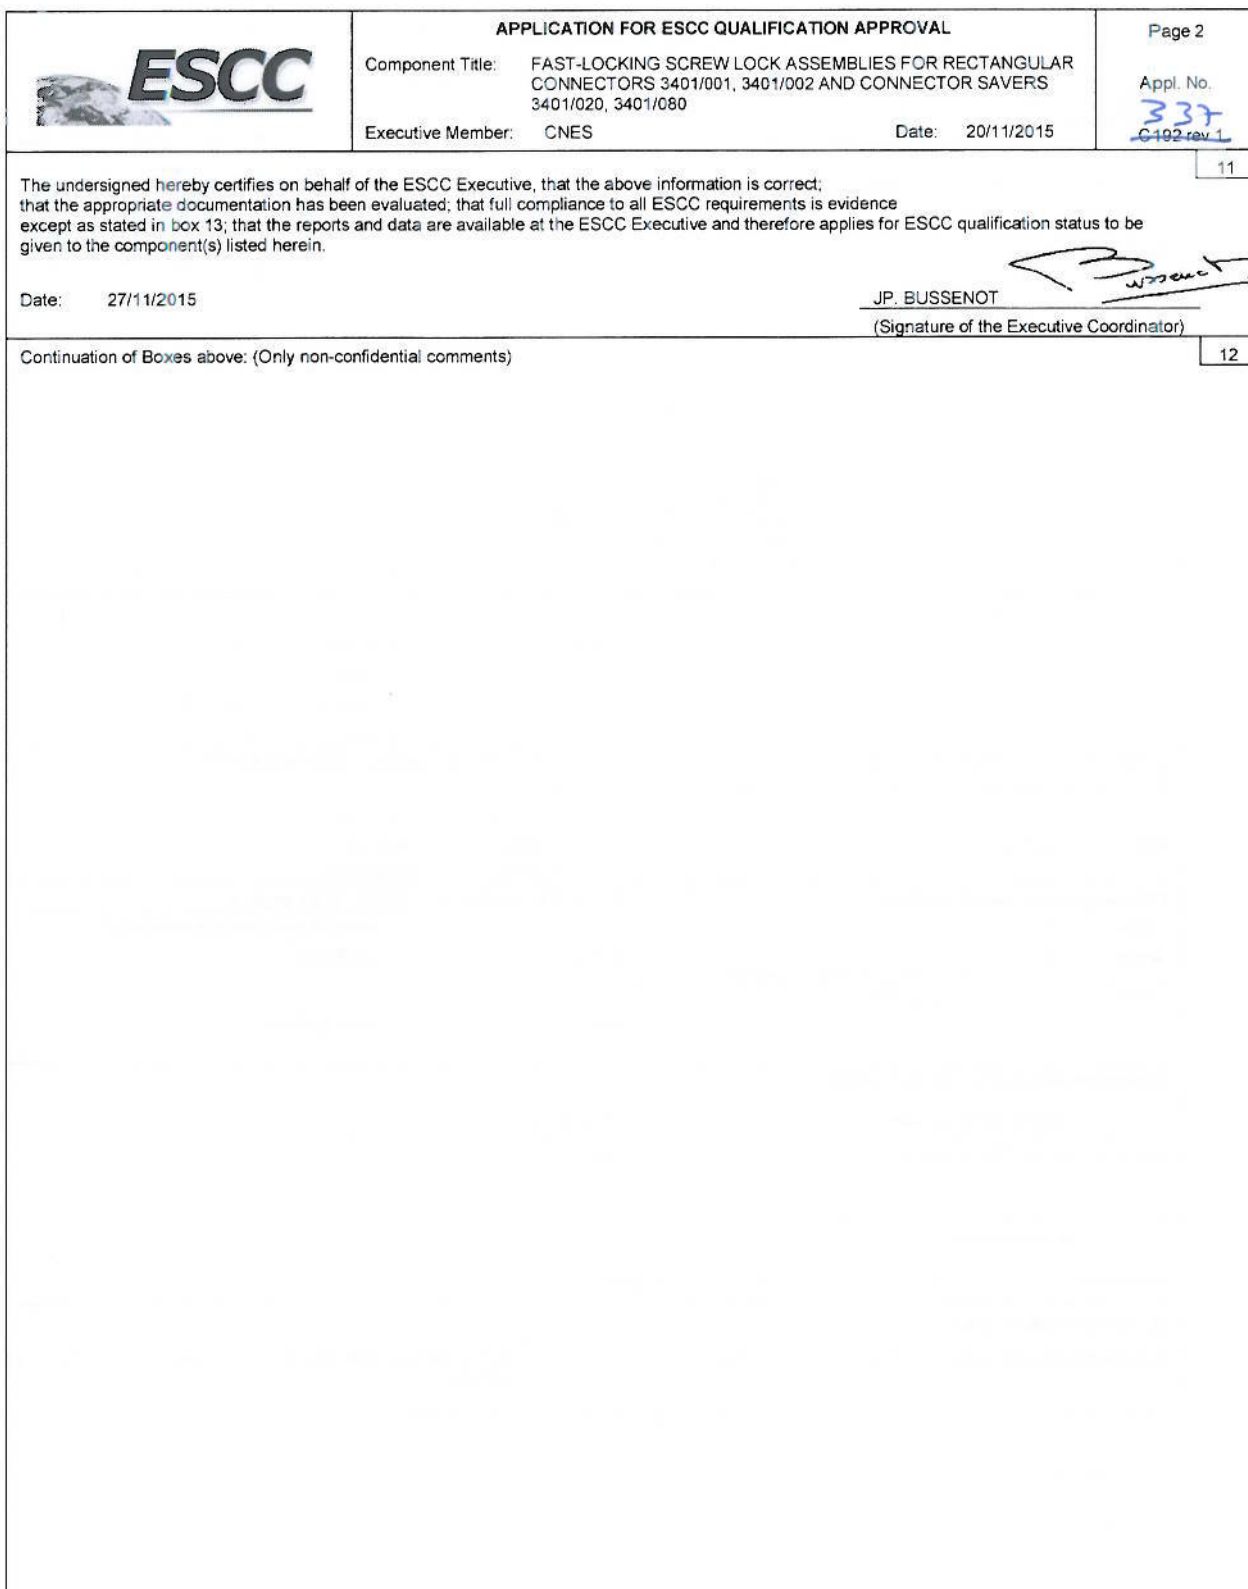 ESCC
APPLICATION FOR ESCC QUALIFICATION APPROVAL
Page 2
Component Title: FAST-LOCKING SCREW LOCK ASSEMBLIES FOR RECTANGULAR
CONNECTORS 3401/001, 3401/002 AND CONNECTOR SAVERS
3401/020, 3401/080
Appl. No.
337
C192 rev 1
Executive Member: CNES Date: 20/11/2015
11
The undersigned hereby certifies on behalf of the ESCC Executive, that the above information is correct;
that the appropriate documentation has been evaluated; that full compliance to all ESCC requirements is evidence
except as stated in box 13; that the reports and data are available at the ESCC Executive and therefore applies for ESCC qualification status to be
given to the component(s) listed herein.
Bussenot
Date: 27/11/2015 JP. BUSSENOT
(Signature of the Executive Coordinator)
Continuation of Boxes above: (Only non-confidential comments)
12